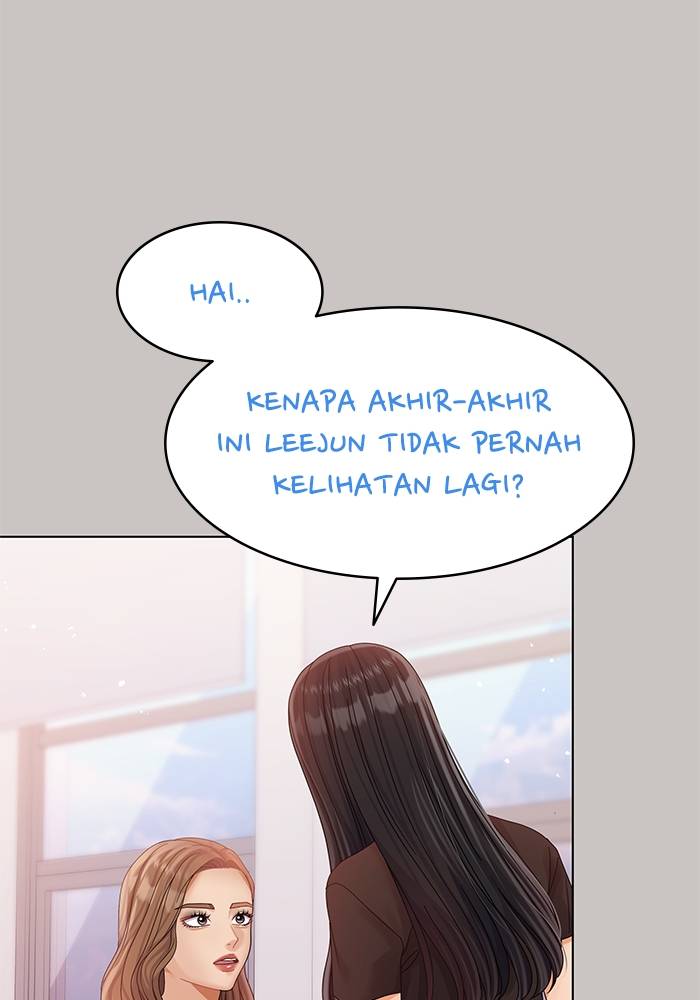 HAI..
KENAPA AKHIR-AKHIR
INI LEEJUN TIDAK PERNAH
KELIHATAN LAGI?